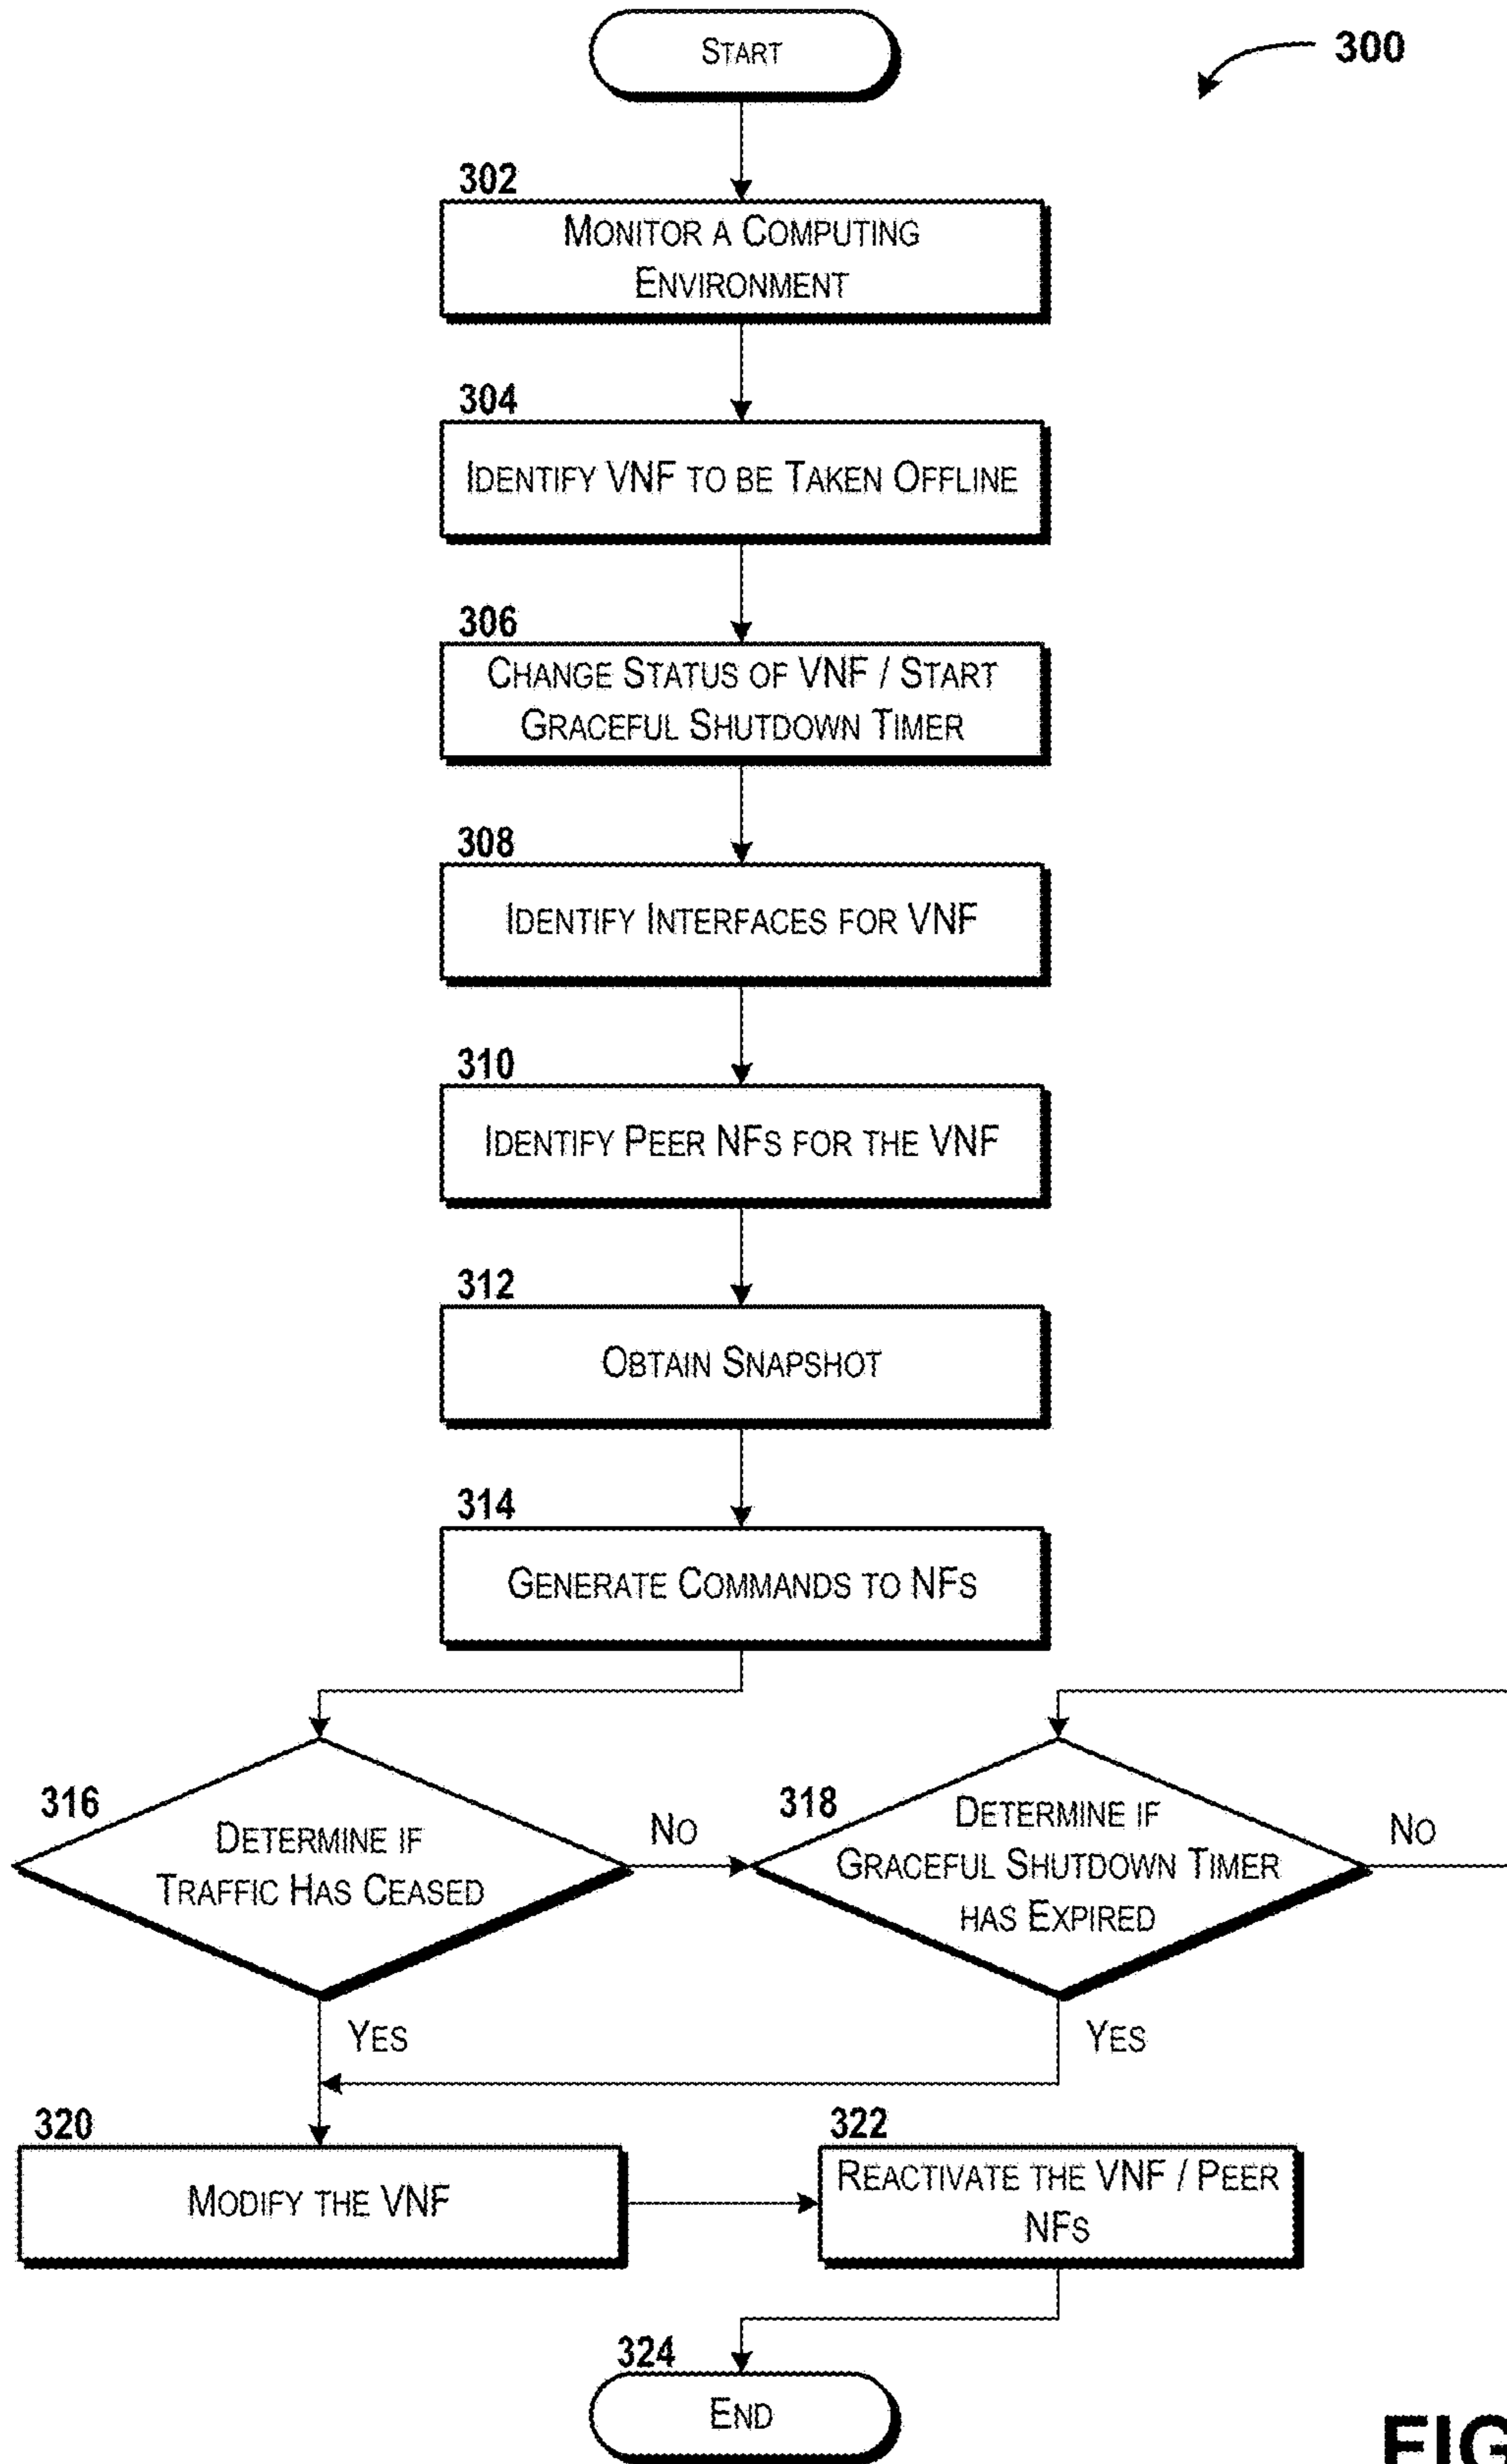 START
300
302
MONITOR A COMPUTING
ENVIRONMENT
304
IDENTIFY VNF TO BE TAKEN OFFLINE
306
CHANGE STATUS OF VNF / START
GRACEFUL SHUTDOWN TIMER
308
IDENTIFY INTERFACES FOR VNF
310
IDENTIFY PEER NFS FOR THE VNF
312
OBTAIN SNAPSHOT
314
GENERATE COMMANDS TO NFS
316
DETERMINE IF
TRAFFIC HAS CEASED
NO
318
DETERMINE IF
GRACEFUL SHUTDOWN TIMER
HAS EXPIRED
NO
YES
YES
320
MODIFY THE VNF
322
REACTIVATE THE VNF / PEER
NFS
324
END
FIG